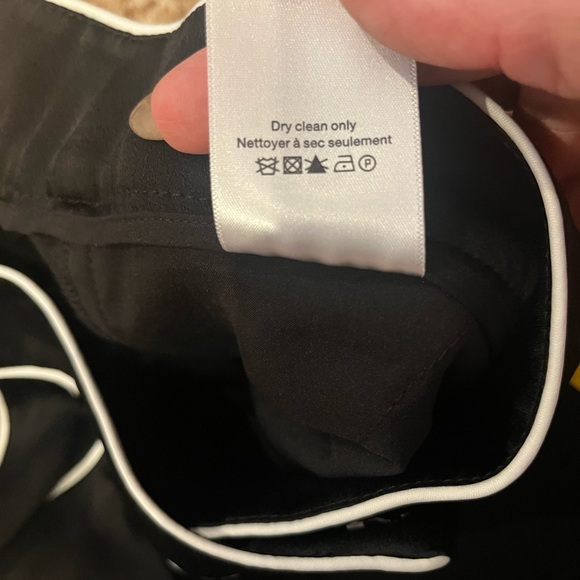 Dry clean only
Nettoyer à sec seulement
P